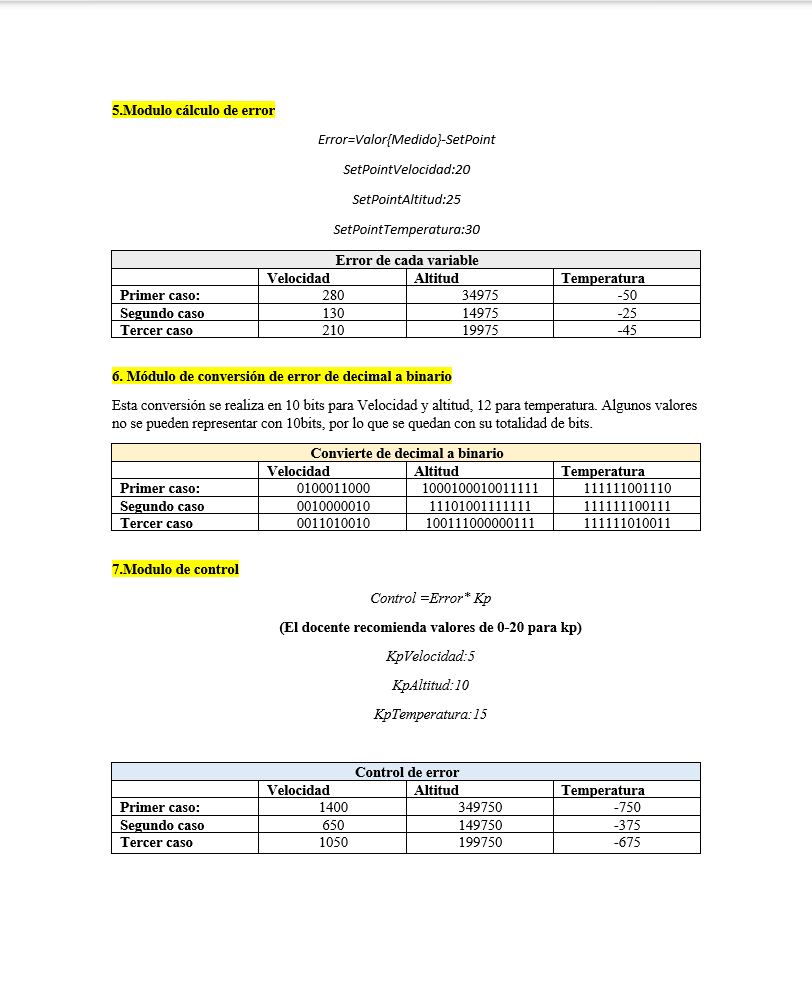 5.Modulo cálculo de error
Error=Valor{Medido}-SetPoint
SetPointVelocidad:20
SetPointAltitud:25
SetPointTemperatura:30
Error de cada variable
Velocidad Altitud Temperatura
Primer caso: 280 34975 -50
Segundo caso 130 14975 -25
Tercer caso 210 19975 -45
6. Módulo de conversión de error de decimal a binario
Esta conversión se realiza en 10 bits para Velocidad y altitud, 12 para temperatura. Algunos valores
no se pueden representar con 10bits, por lo que se quedan con su totalidad de bits.
Convierte de decimal a binario
Velocidad Altitud Temperatura
Primer caso: 0100011000 1000100010011111 111111001110
Segundo caso 0010000010 11101001111111 111111100111
Tercer caso 0011010010 100111000000111 111111010011
7.Modulo de control
Control =Error* Kp
(El docente recomienda valores de 0-20 para kp)
KpVelocidad:5
KpAltitud:10
KpTemperatura:15
Control de error
Velocidad Altitud Temperatura
Primer caso: 1400 349750 -750
Segundo caso 650 149750 -375
Tercer caso 1050 199750 -675